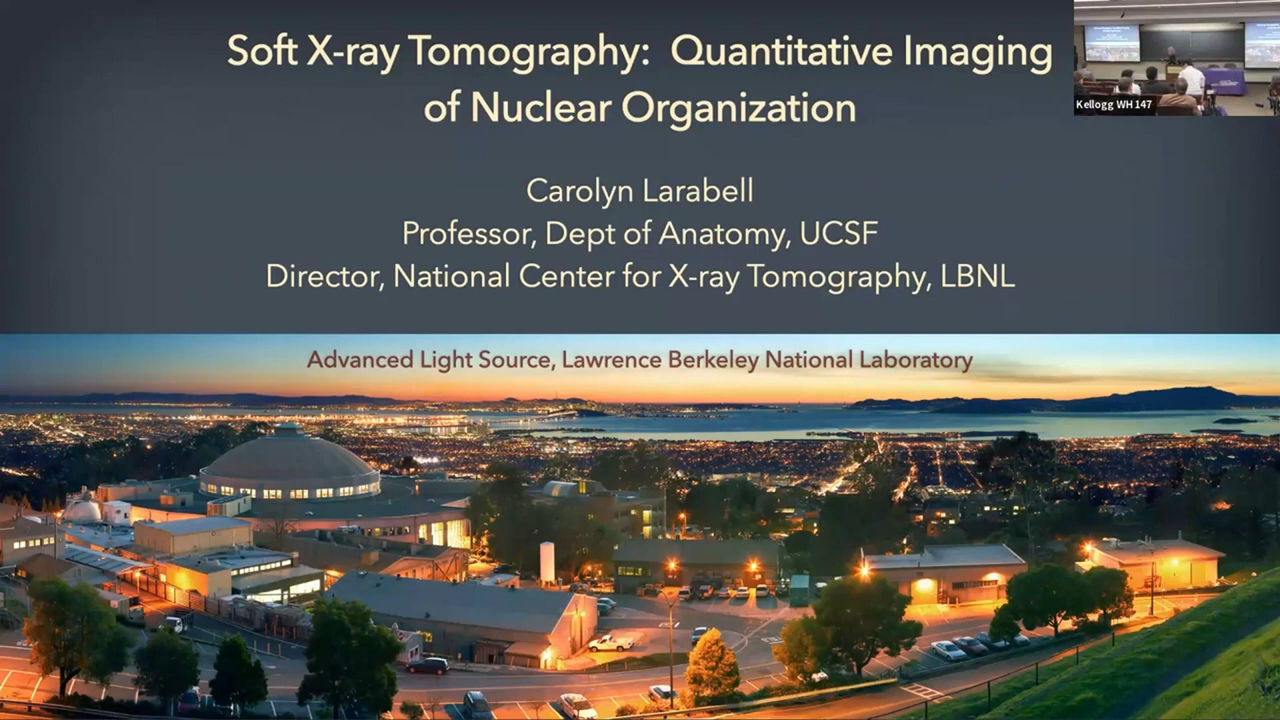 Soft X-ray Tomography: Quantitative Imaging
of Nuclear Organization
Kellogg WH 147
Carolyn Larabell
Professor, Dept of Anatomy, UCSF
Director, National Center for X-ray Tomography, LBNL
Advanced Light Source, Lawrence Berkeley National Laboratory